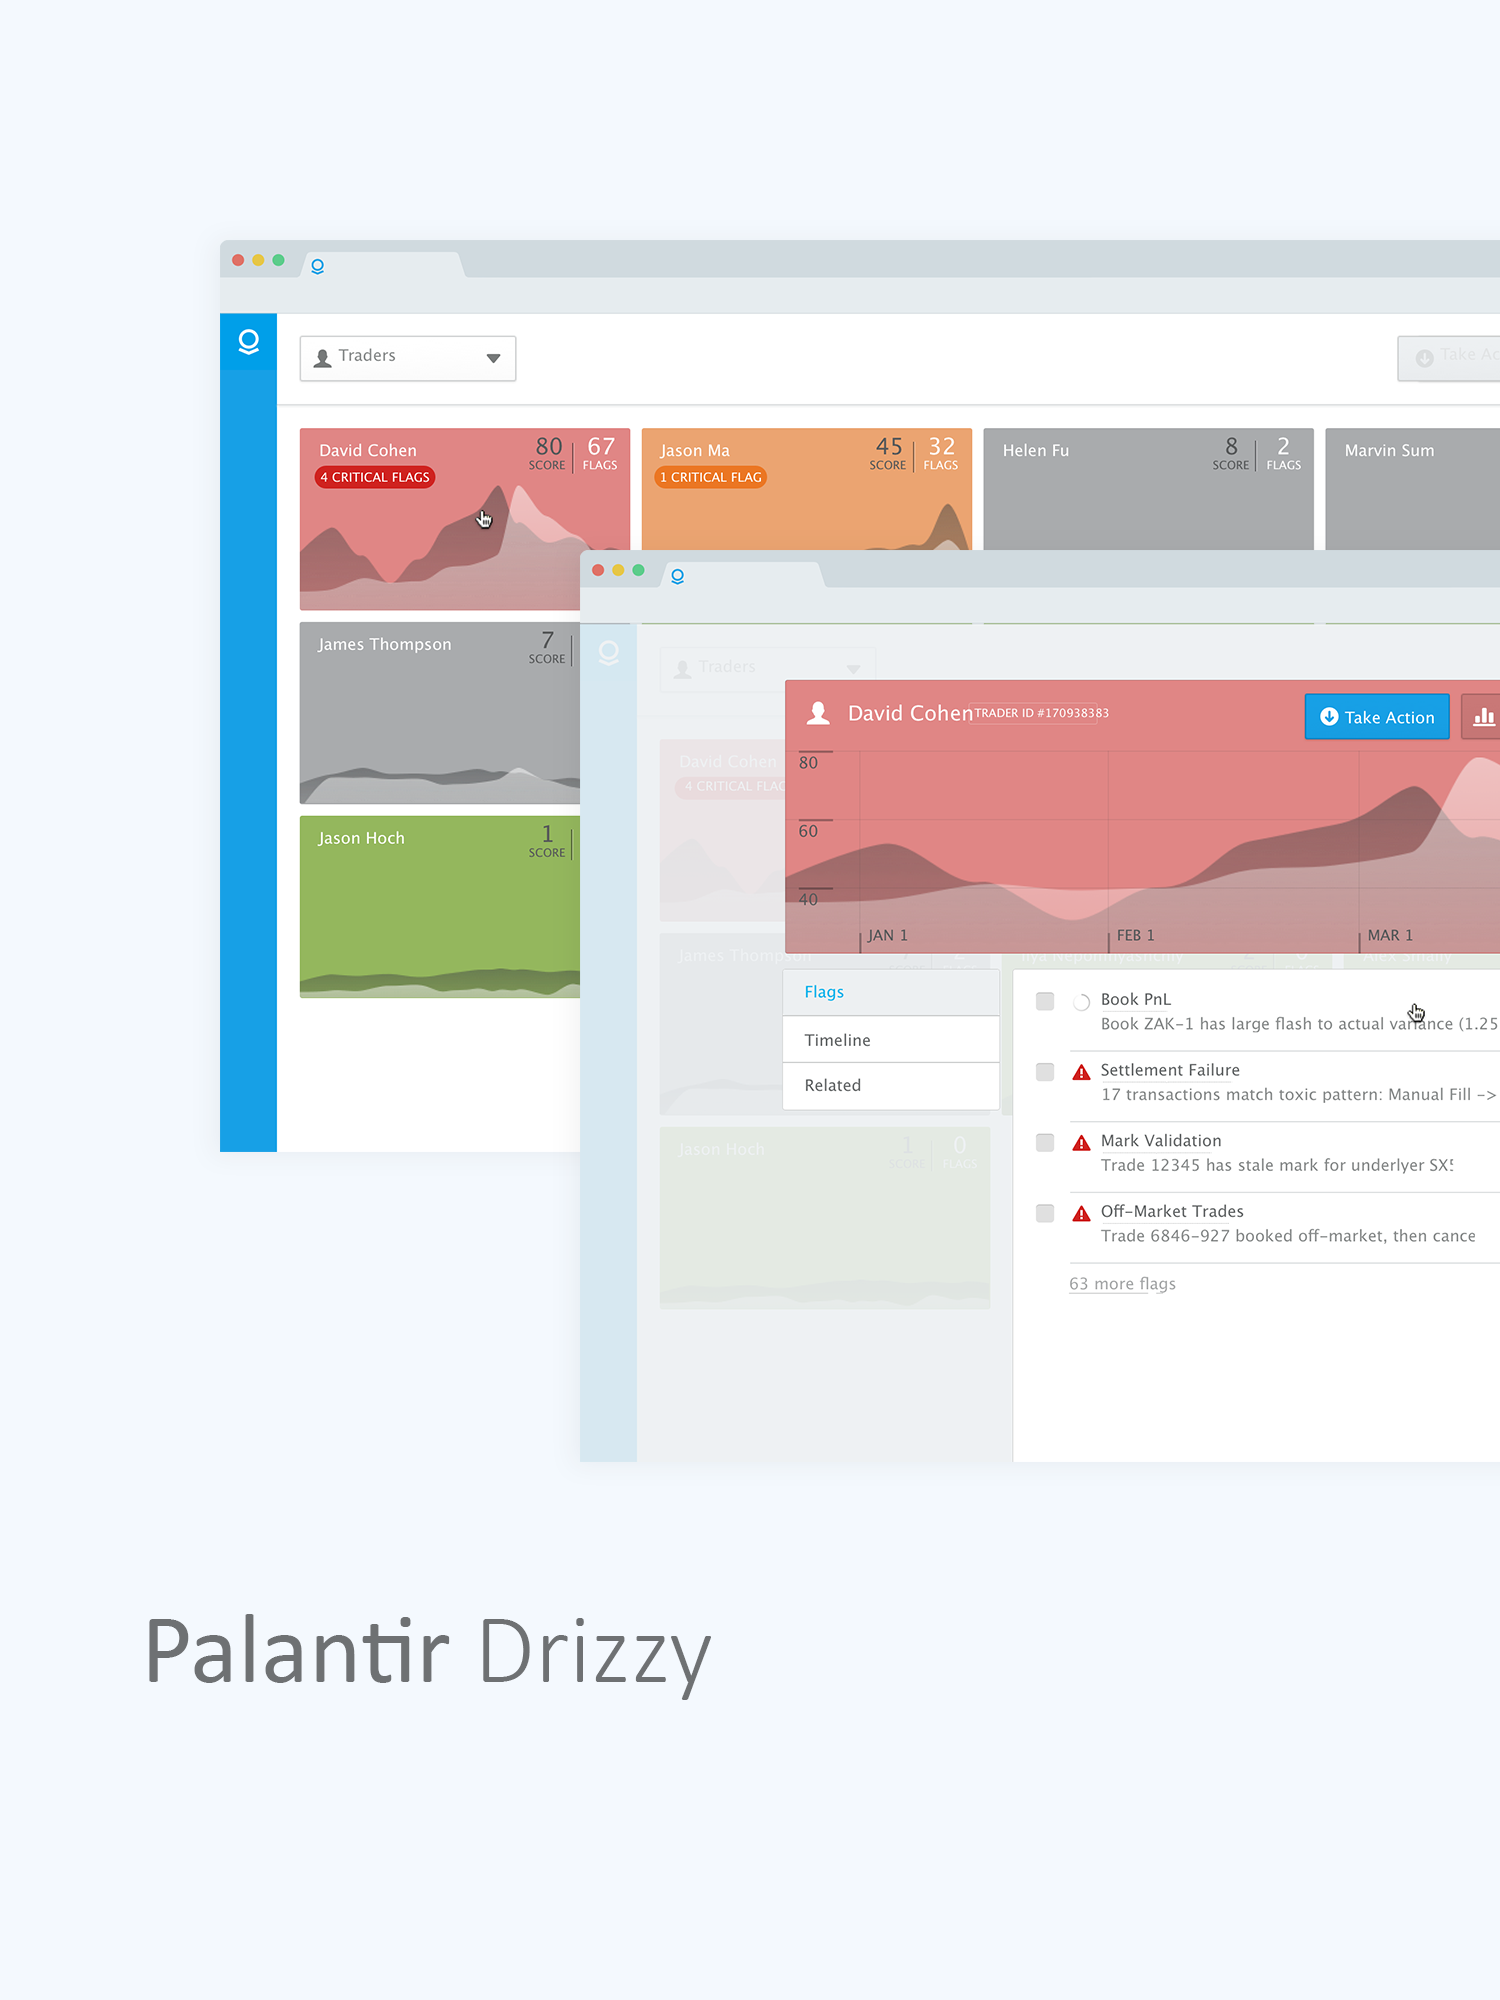 Traders
Take Ac
David Cohen
80
SCORE
67
FLAGS
4 CRITICAL FLAGS
Jason Ma
45
SCORE
32
FLAGS
1 CRITICAL FLAG
Helen Fu
8
SCORE
2
FLAGS
Marvin Sum
James Thompson
7
SCORE
Jason Hoch
1
SCORE
Traders
David Cohen
4 CRITICAL FLAG
David Cohen
TRADER ID #170938383
Take Action
80
60
40
JAN 1
FEB 1
MAR 1
James Thompson
Ilya Nepomnyashchiy
Alex Smally
Flags
Timeline
Related
Jason Hoch
1
SCORE
0
FLAGS
Book PnL
Book ZAK-1 has large flash to actual variance (1.25
Settlement Failure
17 transactions match toxic pattern: Manual Fill ->
Mark Validation
Trade 12345 has stale mark for underlyer SX5
Off-Market Trades
Trade 6846-927 booked off-market, then cance
63 more flags
Palantir Drizzy